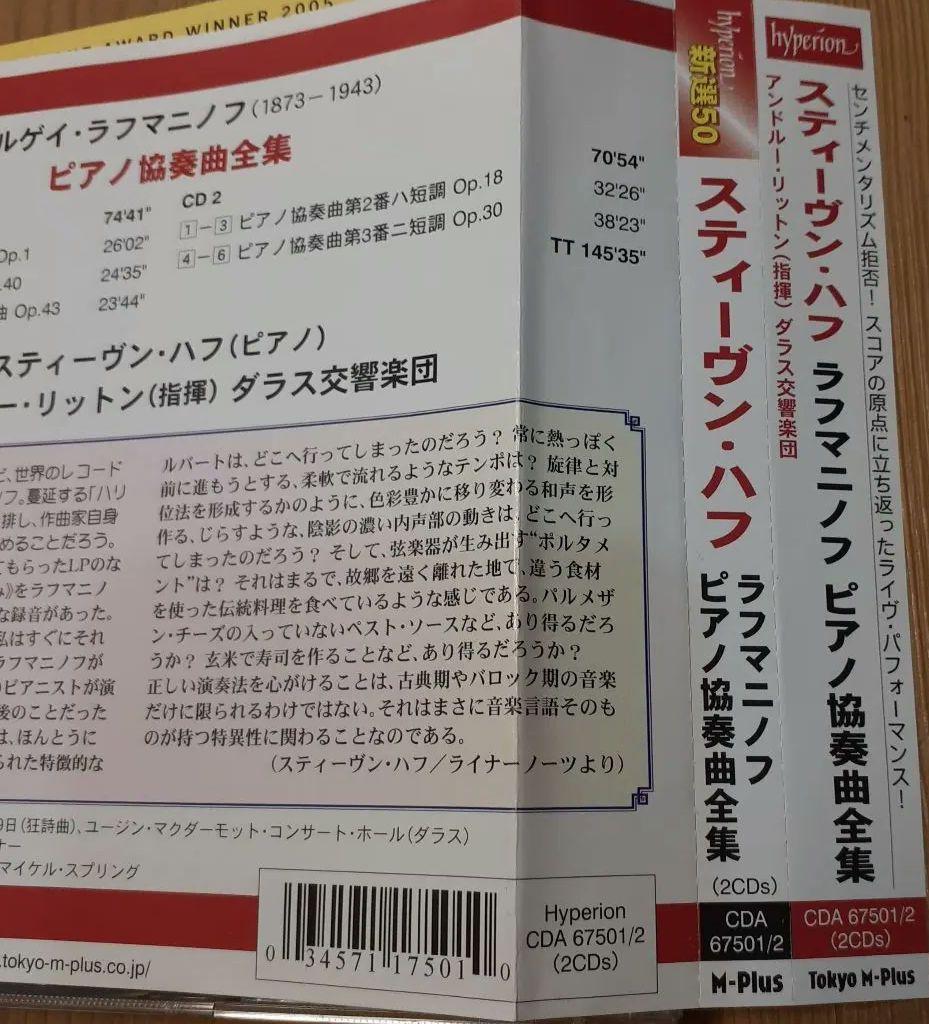 AWARD WINNER 2005
ルゲイ・ラフマニノフ(1873－1943)
ピアノ協奏曲全集
74'41"
Op.1 26'02"
.40 24'35"
曲 Op.43 23'44"
CD 2 70'54"
1－3 ピアノ協奏曲第2番ハ短調 Op.18 32'26"
4－6 ピアノ協奏曲第3番ニ短調 Op.30 38'23"
TT 145'35"
スティーヴン・ハフ(ピアノ)
ー・リットン(指揮) ダラス交響楽団
ど、世界のレコード
フ。蔓延する「ハリ
排し、作曲家自身
めることだろう。
てもらったLPのな
》をラフマニノ
な録音があった。
私はすぐにそれ
ラフマニノフが
ピアニストが演
後のことだった
は、ほんとうに
られた特徴的な
ルバートは、どこへ行ってしまったのだろう? 常に熱っぽく
前に進もうとする、柔軟で流れるようなテンポは? 旋律と対
位法を形成するかのように、色彩豊かに移り変わる和声を形
作る、じらすような、陰影の濃い内声部の動きは、どこへ行っ
てしまったのだろう? そして、弦楽器が生み出す“ポルタメ
ント”は? それはまるで、故郷を遠く離れた地で、違う食材
を使った伝統料理を食べているような感じである。パルメザ
ン・チーズの入っていないペスト・ソースなど、あり得るだろ
うか? 玄米で寿司を作ることなど、あり得るだろうか?
正しい演奏法を心がけることは、古典期やバロック期の音楽
だけに限られるわけではない。それはまさに音楽言語そのも
のが持つ特異性に関わることなのである。
(スティーヴン・ハフ／ライナーノーツより)
9日(狂詩曲)、ユージン・マクダーモット・コンサート・ホール(ダラス)
ナー
マイケル・スプリング
.tokyo-m-plus.co.jp/
0 34571 17501 0
Hyperion
CDA 67501/2
(2CDs)
hyperion
新選50
スティーヴン・ハフ
ラフマニノフ
ピアノ協奏曲全集
(2CDs)
CDA
67501/2
M-Plus
hyperion
センチメンタリズム拒否! スコアの原点に立ち返ったライヴ・パフォーマンス!
スティーヴン・ハフ ラフマニノフ ピアノ協奏曲全集
アンドルー・リットン(指揮) ダラス交響楽団
CDA 67501/2
(2CDs)
Tokyo M-Plus